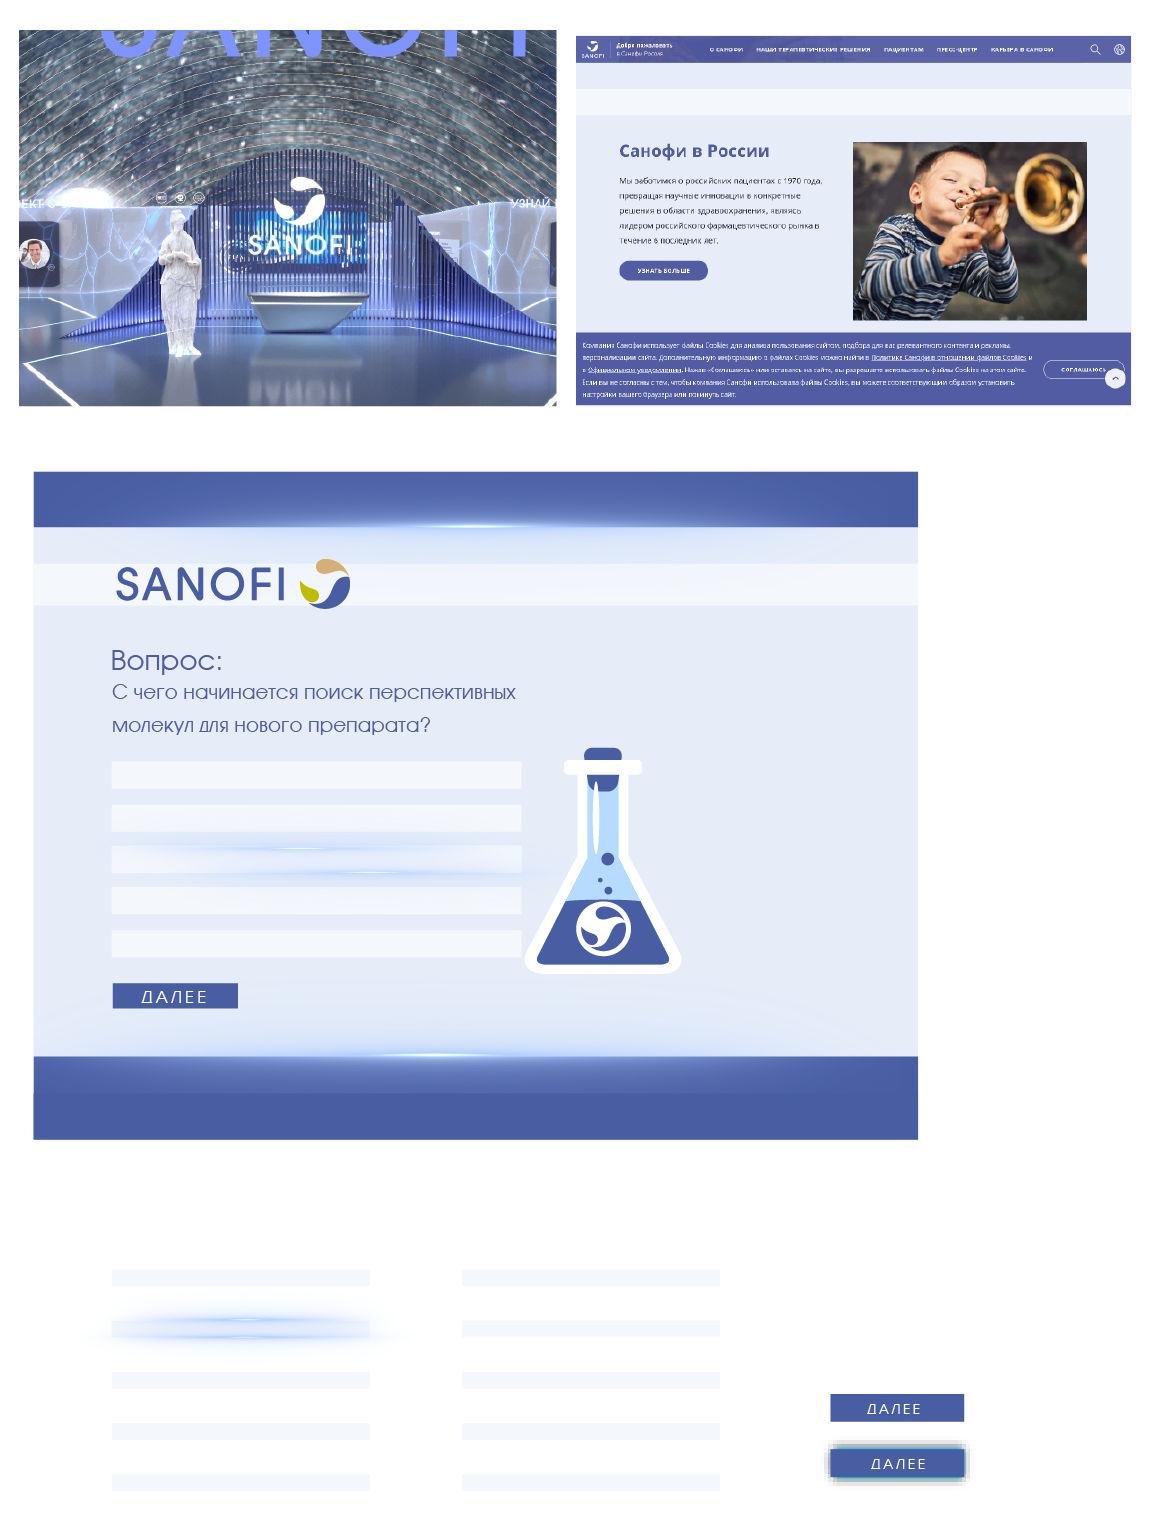 SANOFI
ЕКТ О
УЗНАЙ
SANOFI
SANOFI
Добро пожаловать
в Санофи Россия
О САНОФИ НАШИ ТЕРАПЕВТИЧЕСКИЕ РЕШЕНИЯ ПАЦИЕНТАМ ПРЕСС-ЦЕНТР КАРЬЕРА В САНОФИ
Санофи в России
Мы заботимся о российских пациентах с 1970 года,
превращая научные инновации в конкретные
решения в области здравоохранения, являясь
лидером российского фармацевтического рынка в
течение 6 последних лет.
УЗНАТЬ БОЛЬШЕ
Компания Санофи использует файлы Cookies для анализа пользования сайтом, подбора для вас релевантного контента и рекламы,
персонализации сайта. Дополнительную информацию о файлах Cookies можно найти в Политике Санофи в отношении файлов Cookies и
в Официальном уведомлении. Нажав «Соглашаюсь» или оставаясь на сайте, вы разрешаете использовать файлы Cookies на этом сайте.
Если вы не согласны с тем, чтобы компания Санофи использовала файлы Cookies, вы можете соответствующим образом установить
настройки вашего браузера или покинуть сайт.
СОГЛАШАЮСЬ
SANOFI
Вопрос:
С чего начинается поиск перспективных
молекул для нового препарата?
ДАЛЕЕ
ДАЛЕЕ
ДАЛЕЕ